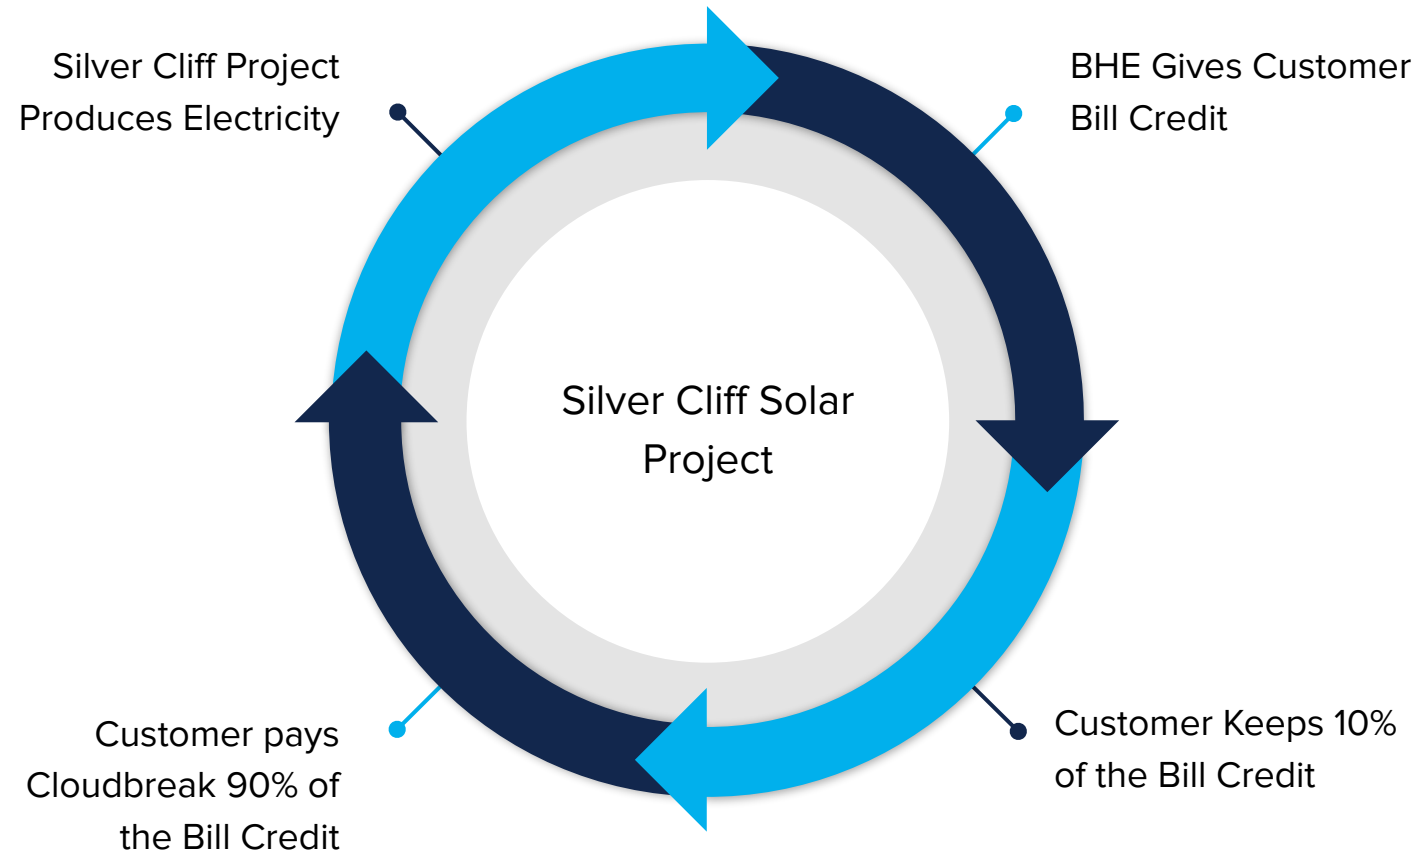 Silver Cliff Project
Produces Electricity
BHE Gives Customer
Bill Credit
Silver Cliff Solar
Project
Customer pays
Cloudbreak 90% of
the Bill Credit
Customer Keeps 10%
of the Bill Credit